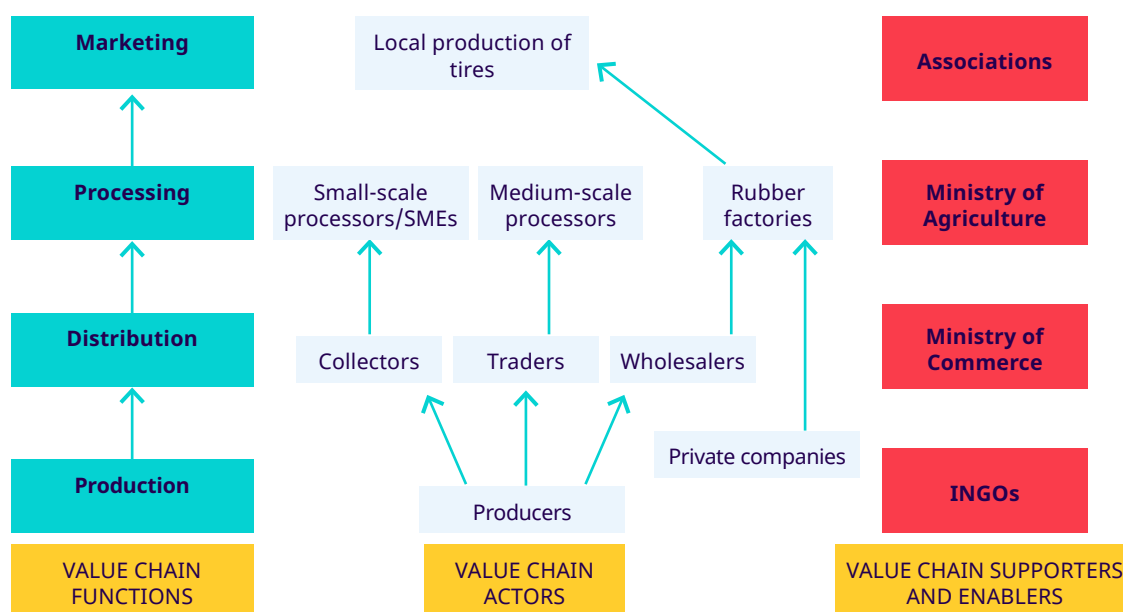 Marketing
Local production of
tires
Associations
Processing
Small-scale
processors/SMEs
Medium-scale
processors
Rubber
factories
Ministry of
Agriculture
Distribution
Collectors
Traders
Wholesalers
Ministry of
Commerce
Production
Producers
Private companies
INGOs
VALUE CHAIN
FUNCTIONS
VALUE CHAIN
ACTORS
VALUE CHAIN SUPPORTERS
AND ENABLERS